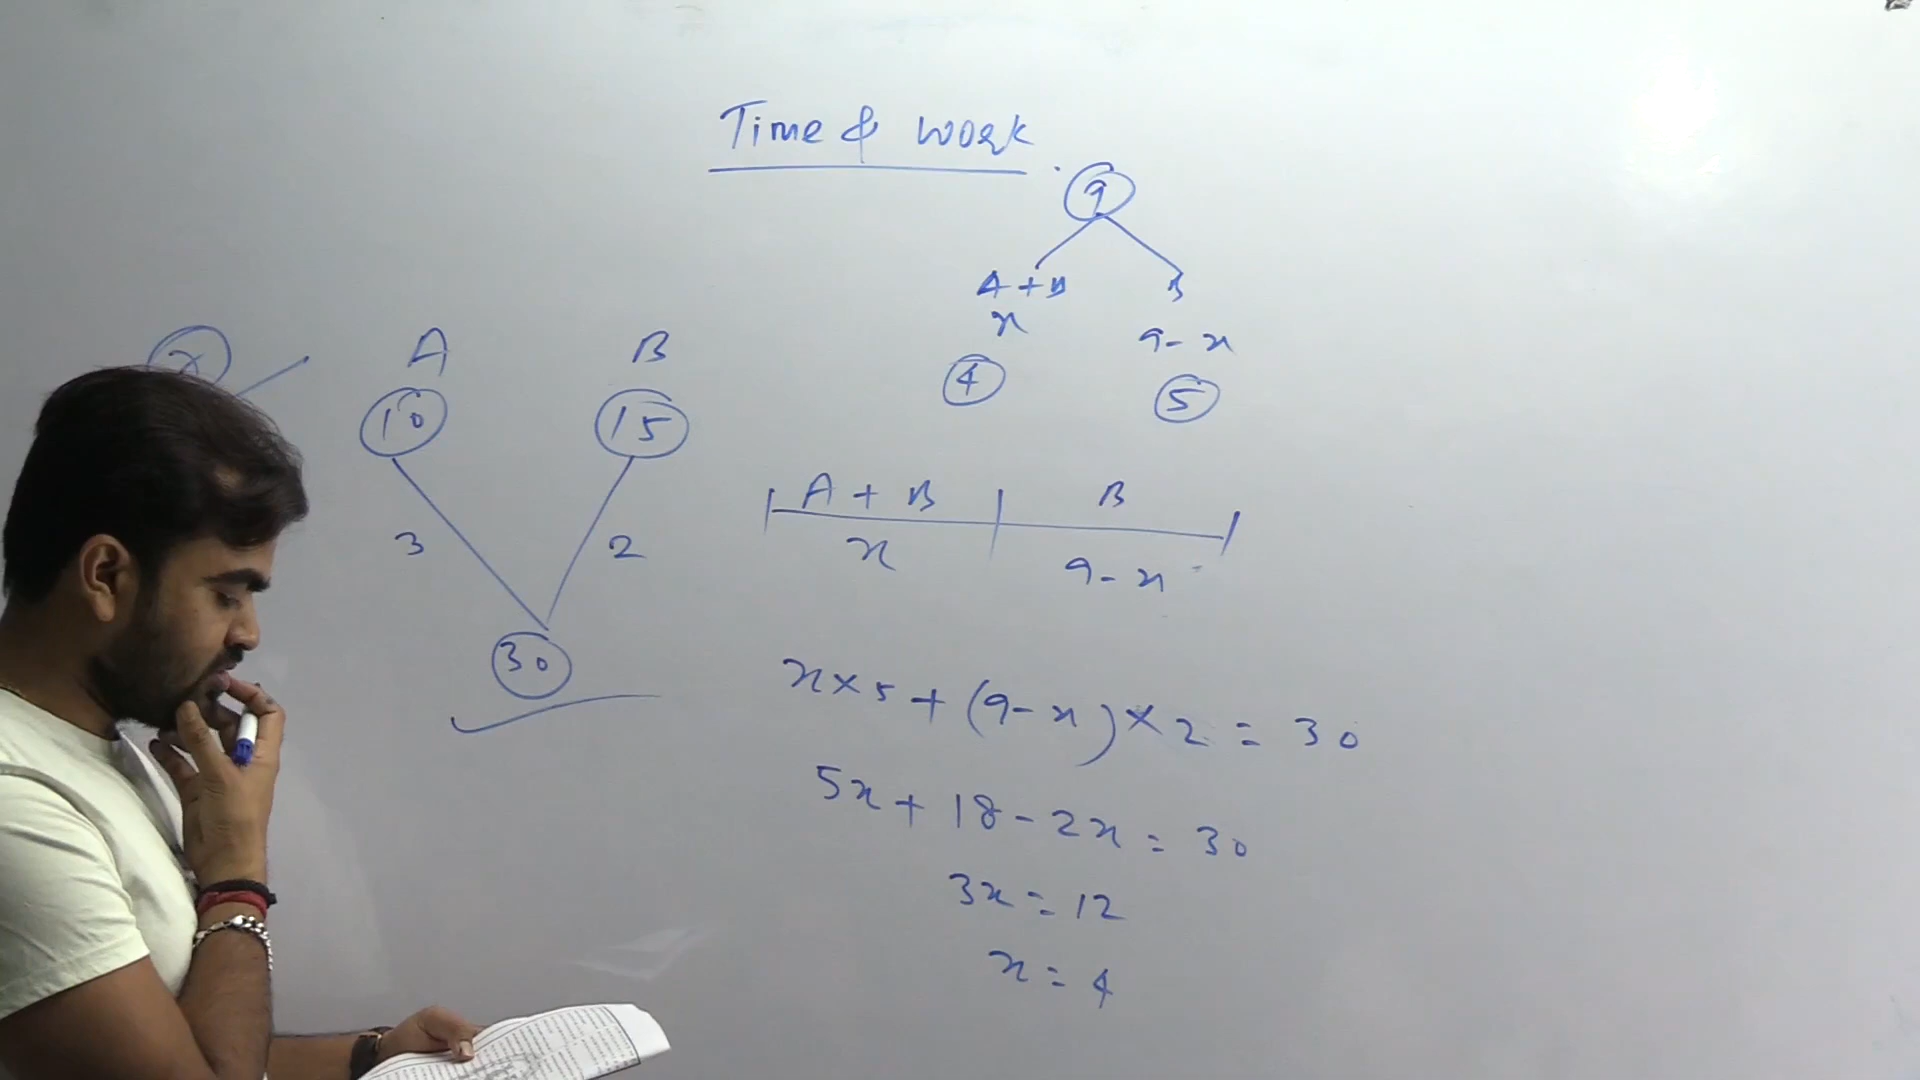 Time & work
9
A + B B
x 9 - x
4 5
A B
10 15
3 2
30
A + B B
x 9 - x
x × 5 + (9 - x) × 2 = 30
5x + 18 - 2x = 30
3x = 12
x = 4